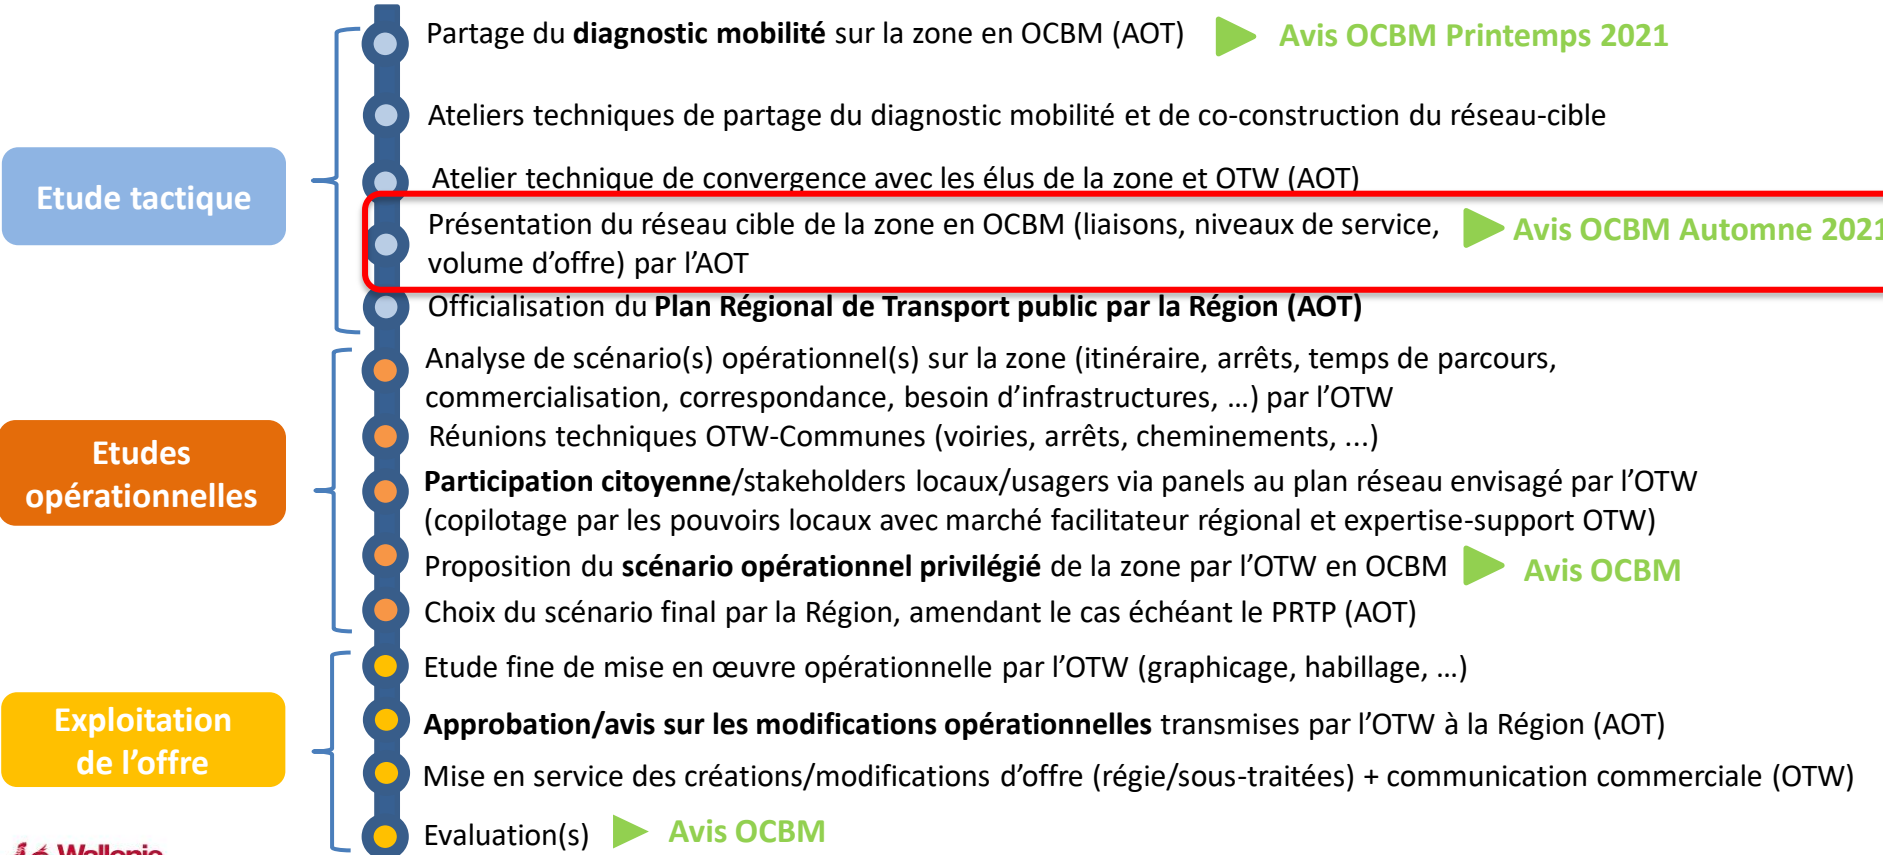 Partage du diagnostic mobilité sur la zone en OCBM (AOT)
Avis OCBM Printemps 2021
Ateliers techniques de partage du diagnostic mobilité et de co-construction du réseau-cible
Etude tactique
Atelier technique de convergence avec les élus de la zone et OTW (AOT)
Présentation du réseau cible de la zone en OCBM (liaisons, niveaux de service,
volume d’offre) par l’AOT
Avis OCBM Automne 2021
Officialisation du Plan Régional de Transport public par la Région (AOT)
Analyse de scénario(s) opérationnel(s) sur la zone (itinéraire, arrêts, temps de parcours,
commercialisation, correspondance, besoin d’infrastructures, …) par l’OTW
Réunions techniques OTW-Communes (voiries, arrêts, cheminements, ...)
Etudes
opérationnelles
Participation citoyenne/stakeholders locaux/usagers via panels au plan réseau envisagé par l’OTW
(copilotage par les pouvoirs locaux avec marché facilitateur régional et expertise-support OTW)
Proposition du scénario opérationnel privilégié de la zone par l’OTW en OCBM
Avis OCBM
Choix du scénario final par la Région, amendant le cas échéant le PRTP (AOT)
Etude fine de mise en œuvre opérationnelle par l’OTW (graphicage, habillage, …)
Exploitation
de l’offre
Approbation/avis sur les modifications opérationnelles transmises par l’OTW à la Région (AOT)
Mise en service des créations/modifications d’offre (régie/sous-traitées) + communication commerciale (OTW)
Evaluation(s)
Avis OCBM
Wallonie